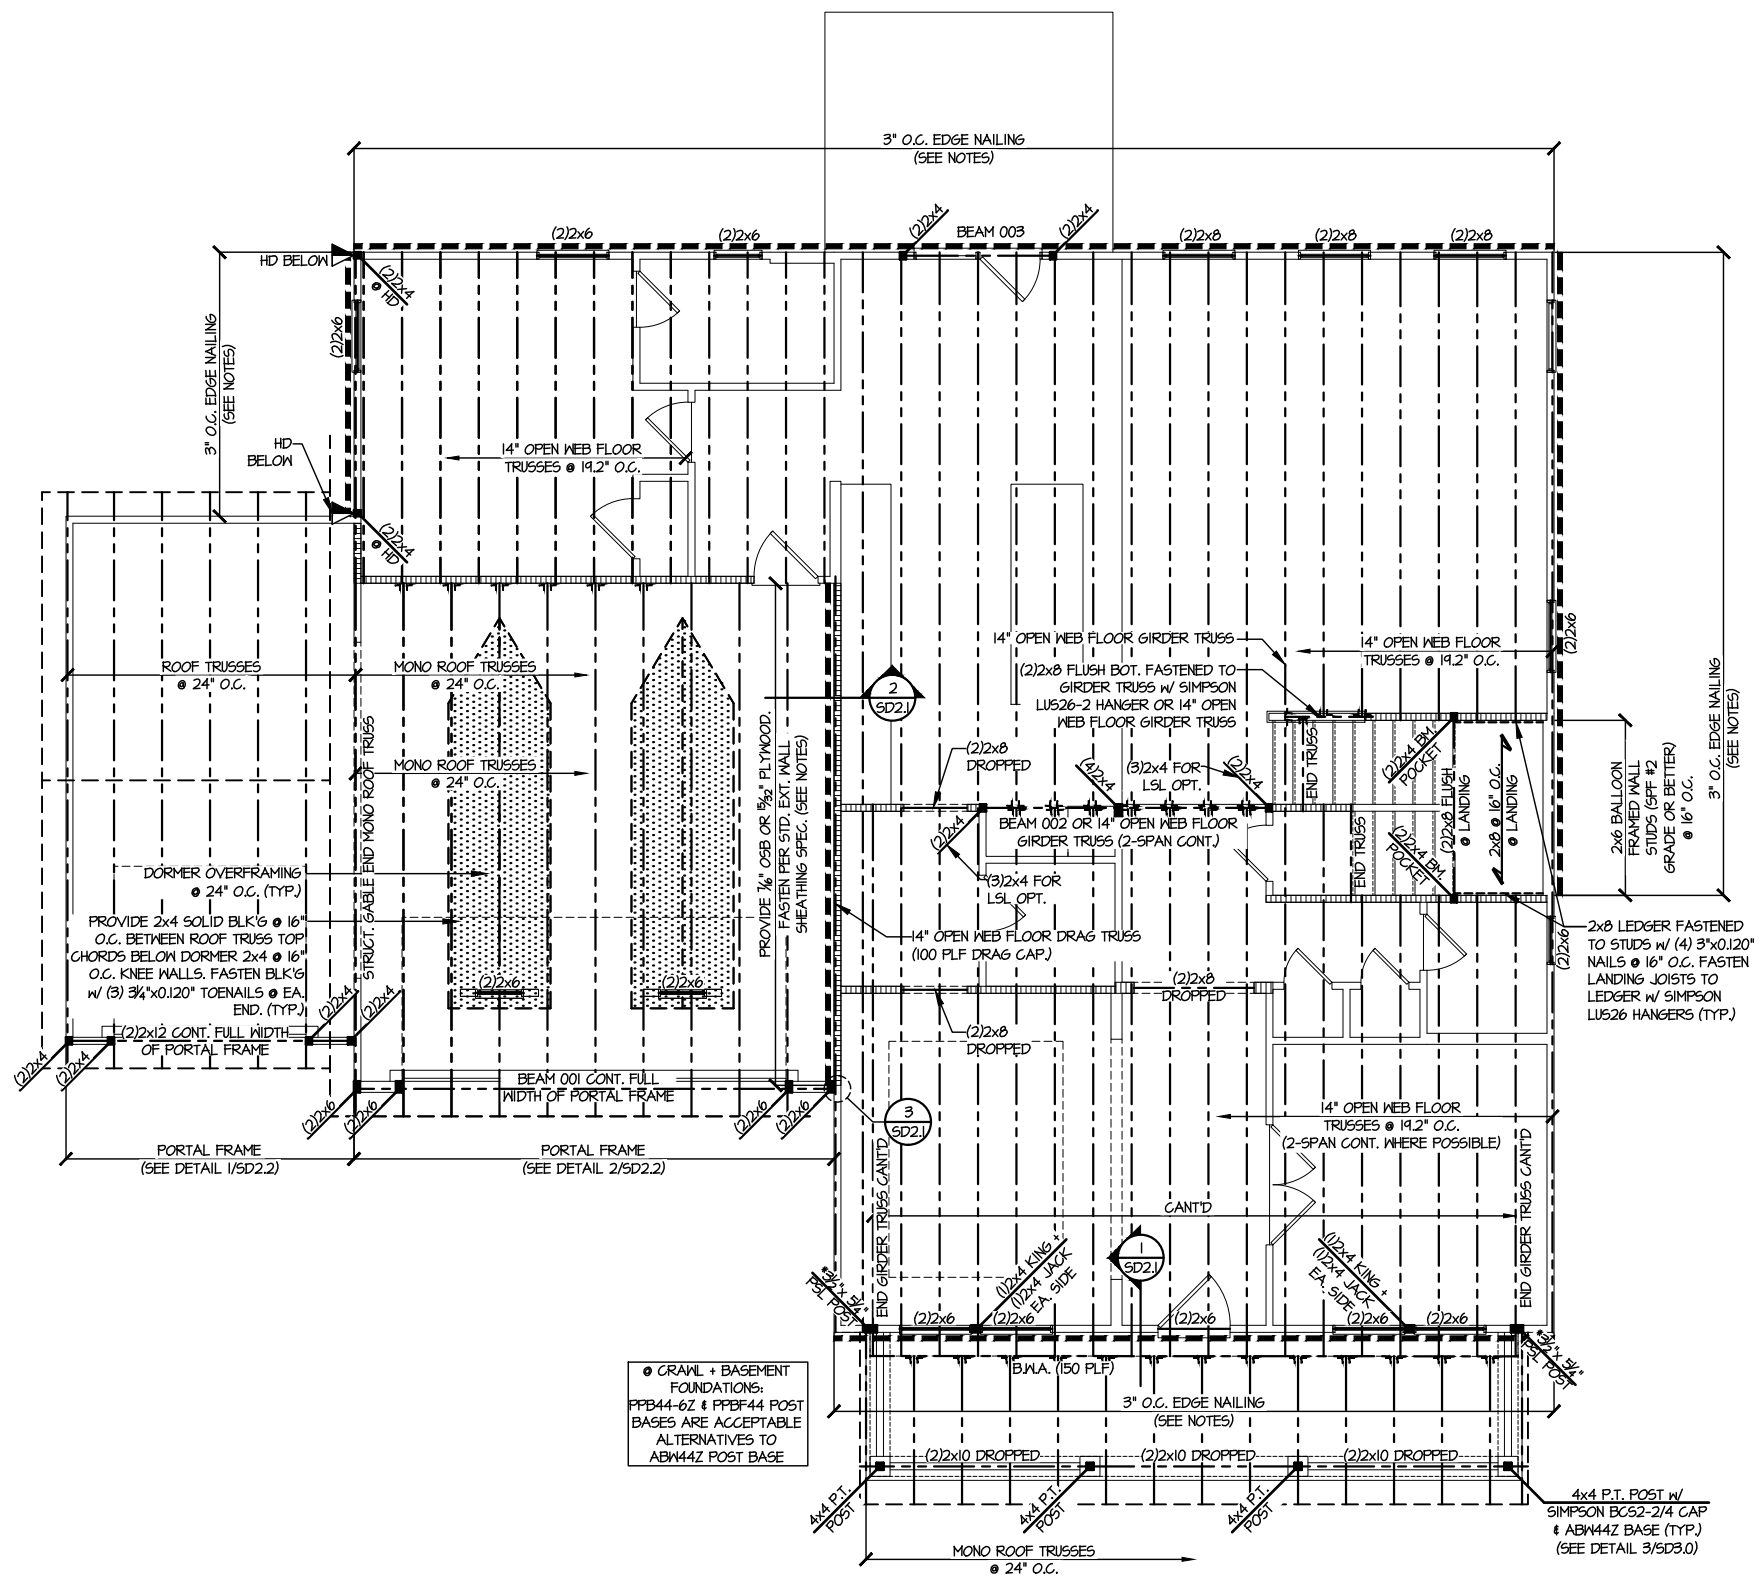 3" O.C. EDGE NAILING
(SEE NOTES)
(2)2x6
(2)2x6
(2)2x4
BEAM 003
(2)2x4
(2)2x8
(2)2x8
(2)2x8
HD BELOW
(2)2x4
@ HD
(2)2x6
3" O.C. EDGE NAILING
(SEE NOTES)
HD
BELOW
14" OPEN WEB FLOOR
TRUSSES @ 19.2" O.C.
(2)2x4
@ HD
ROOF TRUSSES
@ 24" O.C.
MONO ROOF TRUSSES
@ 24" O.C.
MONO ROOF TRUSSES
@ 24" O.C.
STRUCT. GABLE END MONO ROOF TRUSS
PROVIDE 7/16" OSB OR 15/32" PLYWOOD.
FASTEN PER STD. EXT. WALL
SHEATHING SPEC. (SEE NOTES)
2
SD2.1
14" OPEN WEB FLOOR GIRDER TRUSS
(2)2x8 FLUSH BOT. FASTENED TO
GIRDER TRUSS W/ SIMPSON
LUS26-2 HANGER OR 14" OPEN
WEB FLOOR GIRDER TRUSS
14" OPEN WEB FLOOR
TRUSSES @ 19.2" O.C.
(2)2x6
3" O.C. EDGE NAILING
(SEE NOTES)
(2)2x8
DROPPED
(4)2x4
(3)2x4 FOR
LSL OPT.
(2)2x4
END TRUSS
(2)2x4 BM.
POCKET
(2)2x8 FLUSH
@ LANDING
2x8 @ 16" O.C.
@ LANDING
2x6 BALLOON
FRAMED WALL
STUDS (SPF #2
GRADE OR BETTER)
@ 16" O.C.
BEAM 002 OR 14" OPEN WEB FLOOR
GIRDER TRUSS (2-SPAN CONT.)
(2)2x4
(3)2x4 FOR
LSL OPT.
END TRUSS
(2)2x4 BM.
POCKET
DORMER OVERFRAMING
@ 24" O.C. (TYP.)
PROVIDE 2x4 SOLID BLK'G @ 16"
O.C. BETWEEN ROOF TRUSS TOP
CHORDS BELOW DORMER 2x4 @ 16"
O.C. KNEE WALLS. FASTEN BLK'G
W/ (3) 3 1/4"x0.120" TOENAILS @ EA.
END. (TYP.)
14" OPEN WEB FLOOR DRAG TRUSS
(100 PLF DRAG CAP.)
(2)2x6
2x8 LEDGER FASTENED
TO STUDS W/ (4) 3"x0.120"
NAILS @ 16" O.C. FASTEN
LANDING JOISTS TO
LEDGER W/ SIMPSON
LUS26 HANGERS (TYP.)
(2)2x6
(2)2x6
(2)2x8
DROPPED
(2)2x8
DROPPED
(2)2x4
(2)2x4
(2)2x12 CONT. FULL WIDTH
OF PORTAL FRAME
(2)2x4
(2)2x4
BEAM 001 CONT. FULL
WIDTH OF PORTAL FRAME
(2)2x6
(2)2x6
(2)2x6
(2)2x6
3
SD2.1
14" OPEN WEB FLOOR
TRUSSES @ 19.2" O.C.
(2-SPAN CONT. WHERE POSSIBLE)
PORTAL FRAME
(SEE DETAIL 1/SD2.2)
PORTAL FRAME
(SEE DETAIL 2/SD2.2)
END GIRDER TRUSS CANT'D
CANT'D
END GIRDER TRUSS CANT'D
1
SD2.1
*3 1/2" x 5 1/4"
PSL POST
(1)2x4 KING +
(1)2x4 JACK
EA. SIDE
(1)2x4 KING +
(1)2x4 JACK
EA. SIDE
(2)2x6
(2)2x6
(2)2x6
(2)2x6
(2)2x6
*3 1/2" x 5 1/4"
PSL POST
B.W.A. (150 PLF)
@ CRAWL + BASEMENT
FOUNDATIONS:
PPB44-6Z & PPBF44 POST
BASES ARE ACCEPTABLE
ALTERNATIVES TO
ABW44Z POST BASE
3" O.C. EDGE NAILING
(SEE NOTES)
(2)2x10 DROPPED
(2)2x10 DROPPED
(2)2x10 DROPPED
4x4 P.T.
POST
4x4 P.T.
POST
4x4 P.T.
POST
4x4 P.T. POST W/
SIMPSON BCS2-2/4 CAP
& ABW44Z BASE (TYP.)
(SEE DETAIL 3/SD3.0)
MONO ROOF TRUSSES
@ 24" O.C.